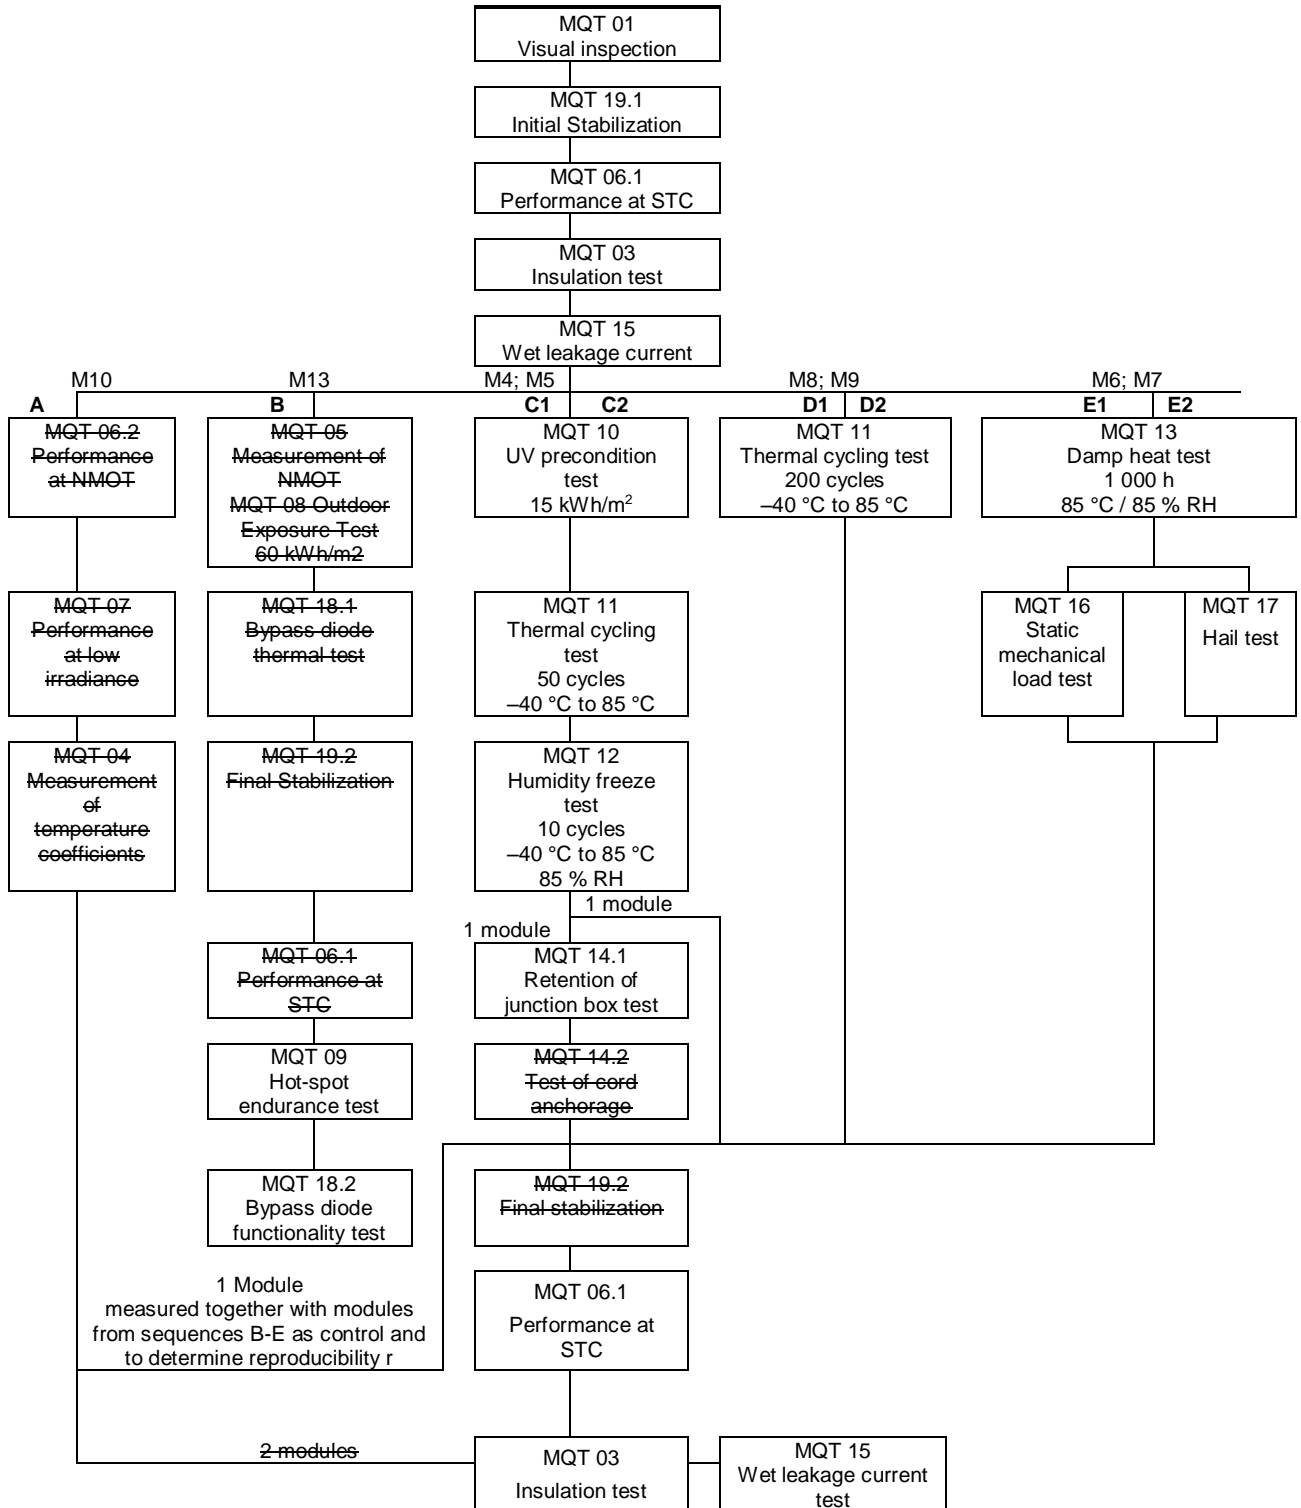 MQT 01
Visual inspection
MQT 19.1
Initial Stabilization
MQT 06.1
Performance at STC
MQT 03
Insulation test
MQT 15
Wet leakage current
M10
M13
M4; M5
M8; M9
M6; M7
A
B
C1
C2
D1
D2
E1
E2
MQT 06.2
Performance
at NMOT
MQT 05
Measurement of
NMOT
MQT 08 Outdoor
Exposure Test
60 kWh/m2
MQT 10
UV precondition
test
15 kWh/m²
MQT 11
Thermal cycling test
200 cycles
–40 °C to 85 °C
MQT 13
Damp heat test
1 000 h
85 °C / 85 % RH
MQT 07
Performance
at low
irradiance
MQT 18.1
Bypass diode
thermal test
MQT 11
Thermal cycling
test
50 cycles
–40 °C to 85 °C
MQT 16
Static
mechanical
load test
MQT 17
Hail test
MQT 04
Measurement
of
temperature
coefficients
MQT 19.2
Final Stabilization
MQT 12
Humidity freeze
test
10 cycles
–40 °C to 85 °C
85 % RH
1 module
1 module
MQT 06.1
Performance at
STC
MQT 14.1
Retention of
junction box test
MQT 09
Hot-spot
endurance test
MQT 14.2
Test of cord
anchorage
MQT 18.2
Bypass diode
functionality test
MQT 19.2
Final stabilization
1 Module
measured together with modules
from sequences B-E as control and
to determine reproducibility r
MQT 06.1
Performance at
STC
2 modules
MQT 03
Insulation test
MQT 15
Wet leakage current
test